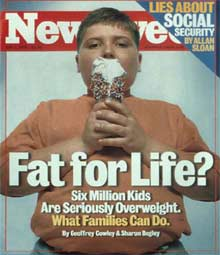 LIES ABOUT
SOCIAL
SECURITY
BY ALLAN
SLOAN
Fat for Life?
Six Million Kids
Are Seriously Overweight.
What Families Can Do.
By Geoffrey Cowley & Sharon Begley